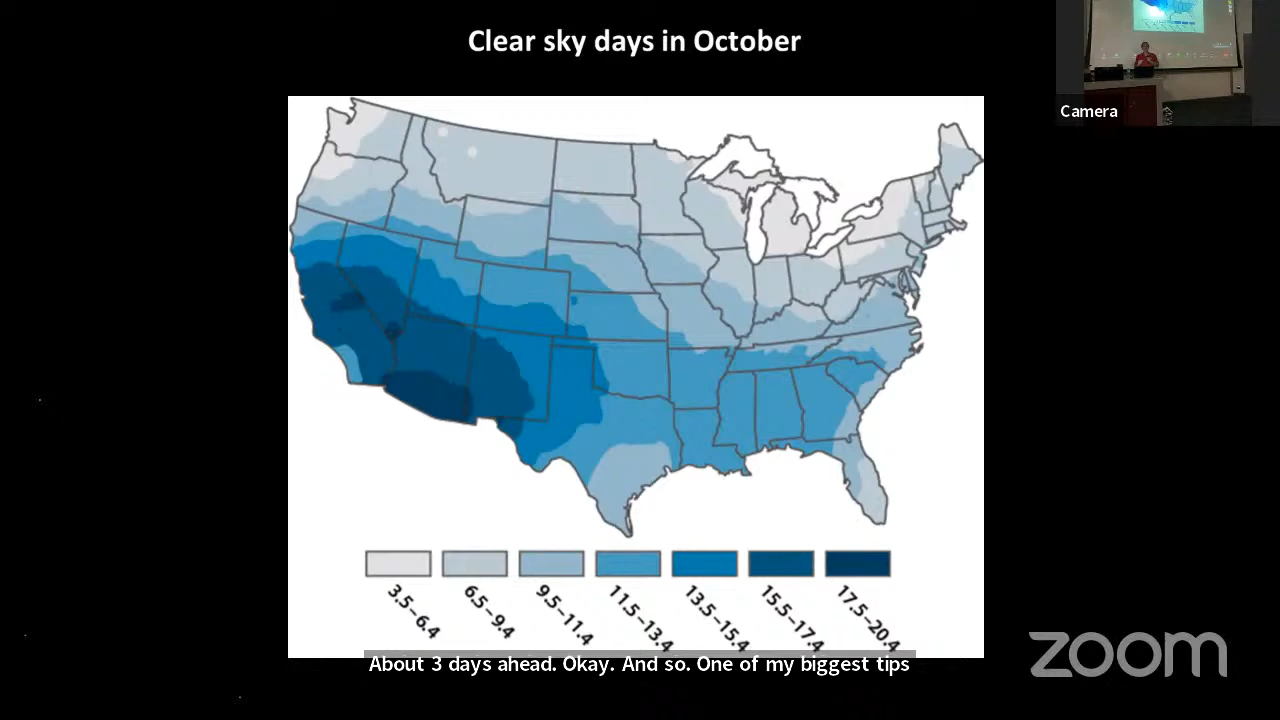 Clear sky days in October
Camera
3.5–6.4
6.5–9.4
9.5–11.4
11.5–13.4
13.5–15.4
15.5–17.4
17.5–20.4
About 3 days ahead. Okay. And so. One of my biggest tips
zoom